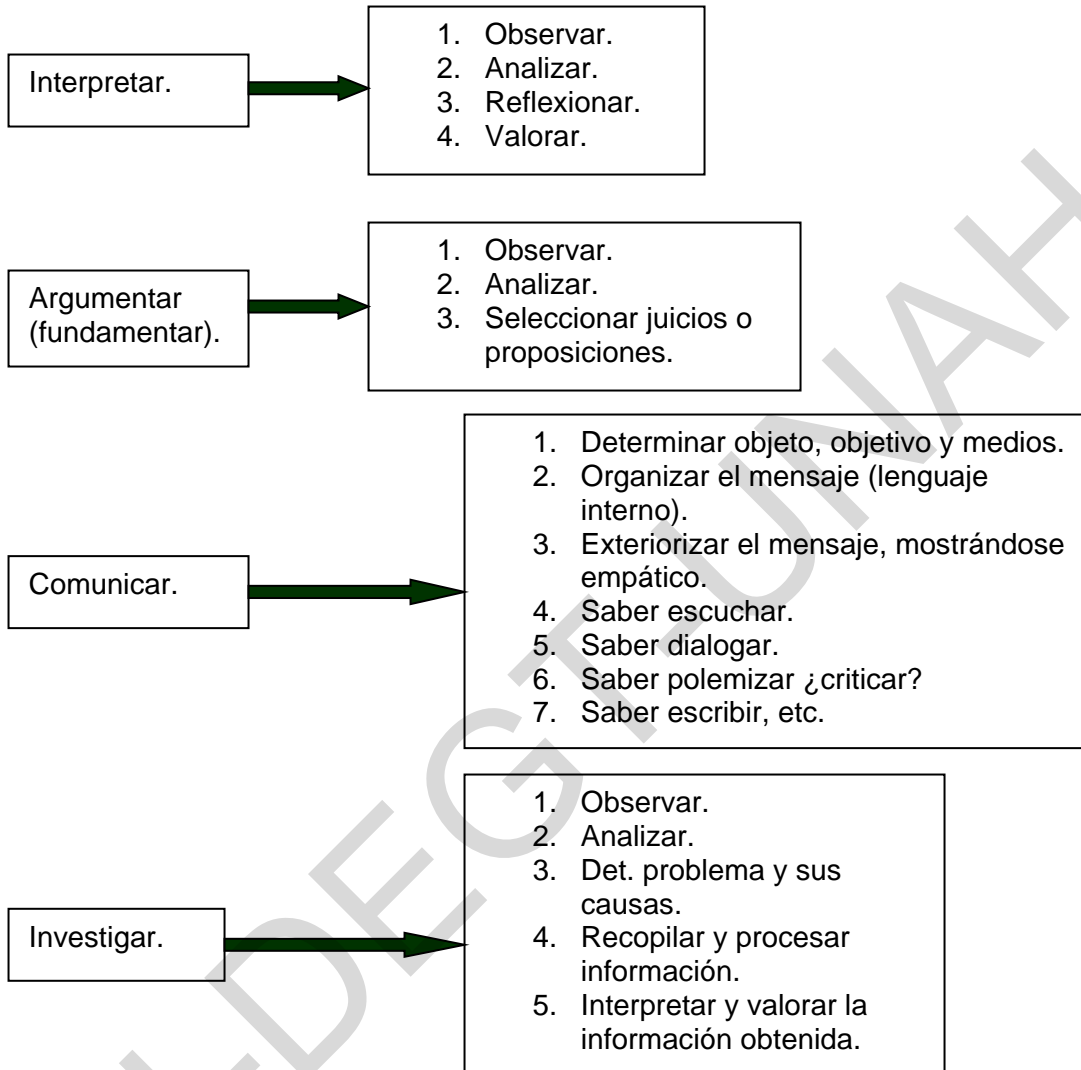 Interpretar.
1. Observar.
2. Analizar.
3. Reflexionar.
4. Valorar.
Argumentar
(fundamentar).
1. Observar.
2. Analizar.
3. Seleccionar juicios o
proposiciones.
Comunicar.
1. Determinar objeto, objetivo y medios.
2. Organizar el mensaje (lenguaje
interno).
3. Exteriorizar el mensaje, mostrándose
empático.
4. Saber escuchar.
5. Saber dialogar.
6. Saber polemizar ¿criticar?
7. Saber escribir, etc.
Investigar.
1. Observar.
2. Analizar.
3. Det. problema y sus
causas.
4. Recopilar y procesar
información.
5. Interpretar y valorar la
información obtenida.
-DEGT-UNAH